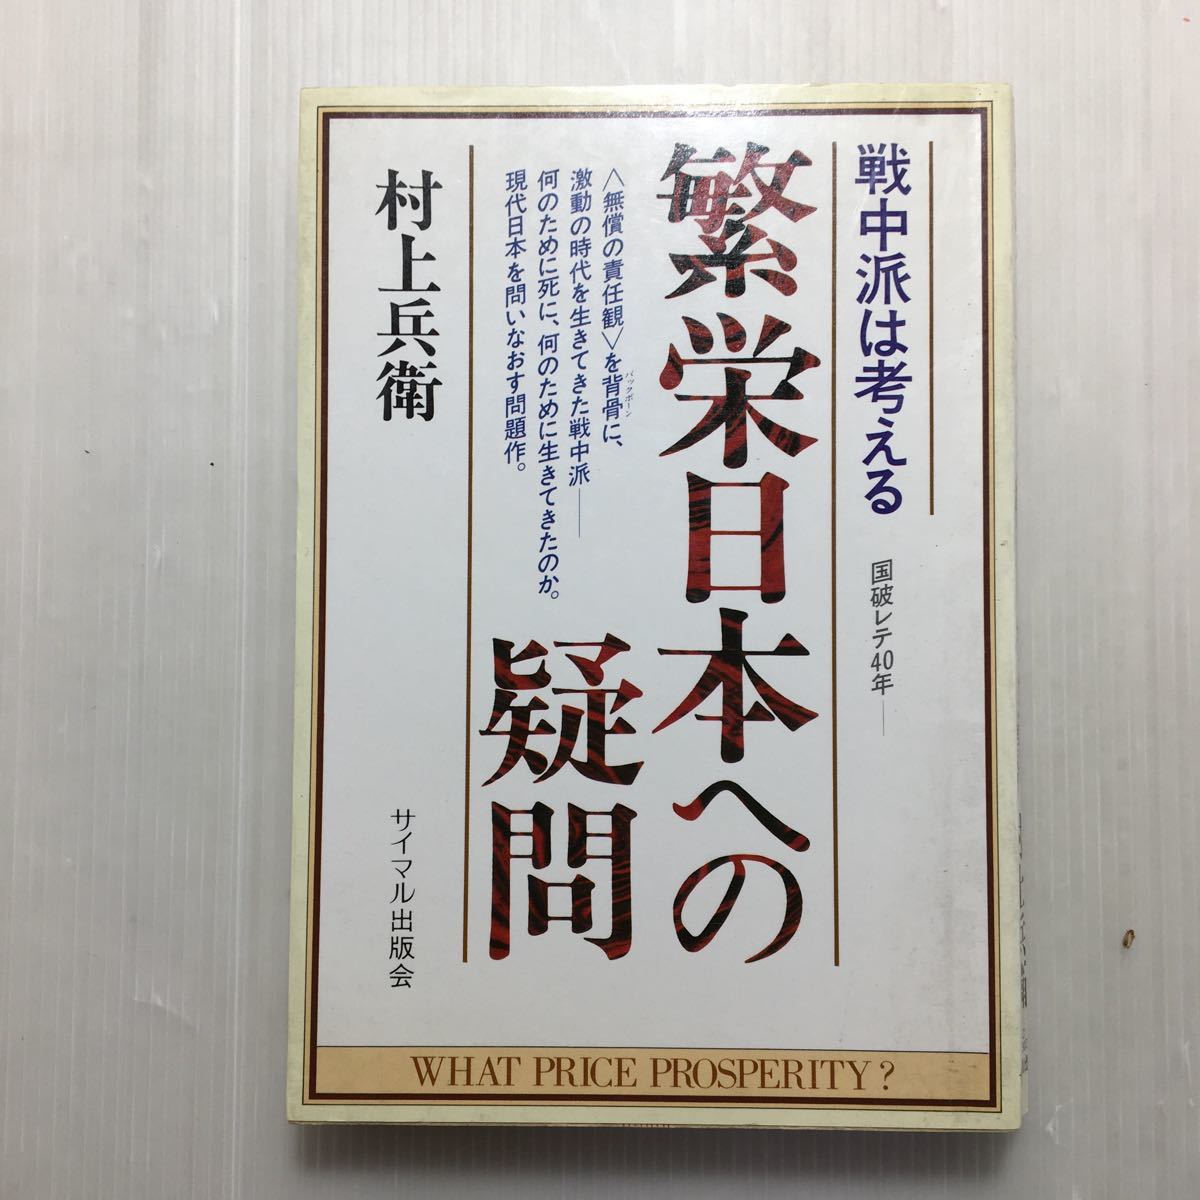 戦中派は考える
国破レテ40年――
繁栄日本への
疑問
〈無償の責任観〉を背骨に、
バックボーン
激動の時代を生きてきた戦中派――
何のために死に、何のために生きてきたのか。
現代日本を問いなおす問題作。
村上兵衛
サイマル出版会
WHAT PRICE PROSPERITY?